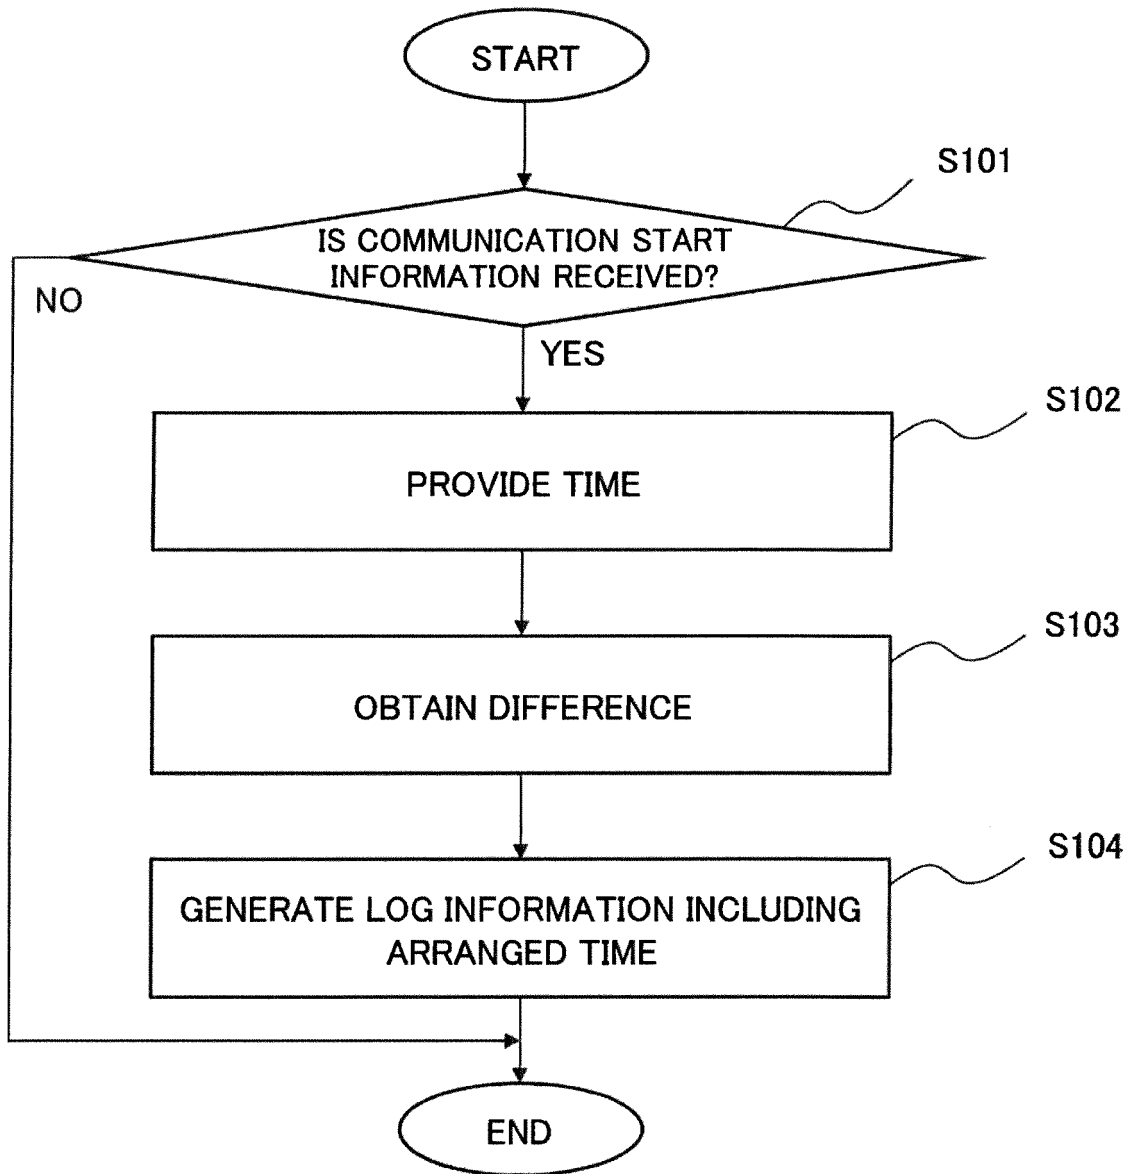 START
S101
IS COMMUNICATION START
INFORMATION RECEIVED?
NO
YES
S102
PROVIDE TIME
S103
OBTAIN DIFFERENCE
S104
GENERATE LOG INFORMATION INCLUDING
ARRANGED TIME
END